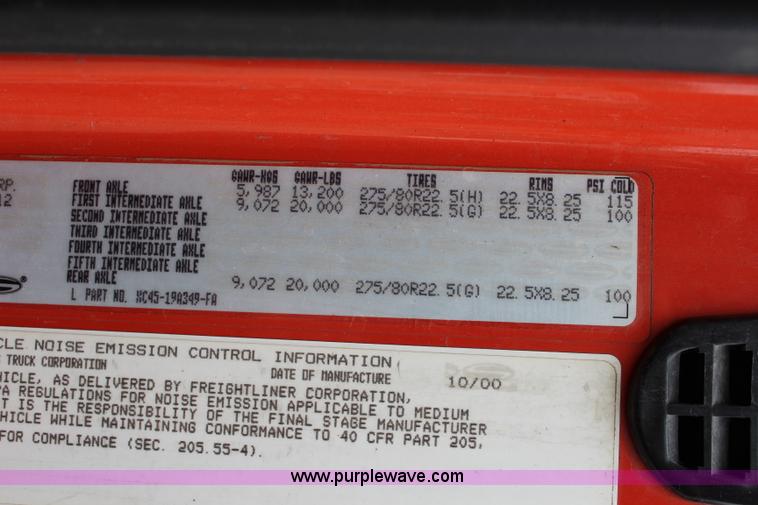 RP.
12
GAWR-KGS GAWR-LBS TIRES RIMS PSI COLD
FRONT AXLE 5,987 13,200 275/80R22.5(H) 22.5X8.25 115
FIRST INTERMEDIATE AXLE 9,072 20,000 275/80R22.5(G) 22.5X8.25 100
SECOND INTERMEDIATE AXLE
THIRD INTERMEDIATE AXLE
FOURTH INTERMEDIATE AXLE
FIFTH INTERMEDIATE AXLE
REAR AXLE 9,072 20,000 275/80R22.5(G) 22.5X8.25 100
L PART NO. XC45-19A349-FA
CLE NOISE EMISSION CONTROL INFORMATION
TRUCK CORPORATION DATE OF MANUFACTURE 10/00
HICLE, AS DELIVERED BY FREIGHTLINER CORPORATION,
PA REGULATIONS FOR NOISE EMISSION APPLICABLE TO MEDIUM
IT IS THE RESPONSIBILITY OF THE FINAL STAGE MANUFACTURER
VEHICLE WHILE MAINTAINING CONFORMANCE TO 40 CFR PART 205,
FOR COMPLIANCE (SEC. 205.55-4).
www.purplewave.com